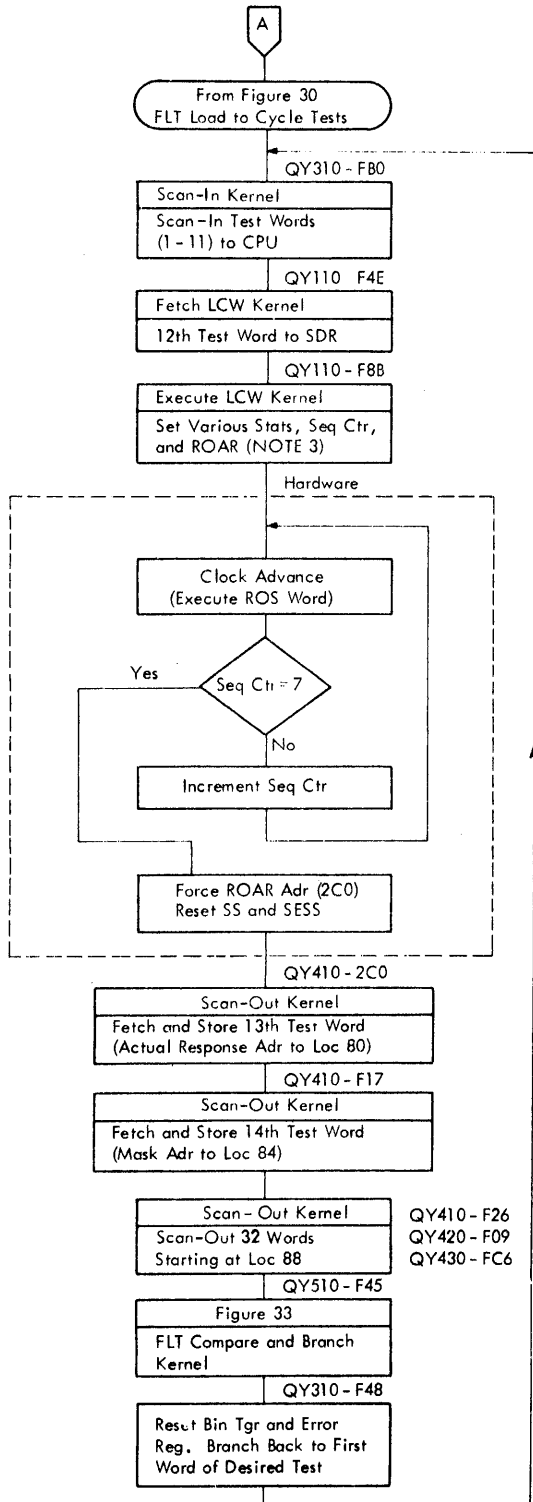 A
From Figure 30
FLT Load to Cycle Tests
QY310 - FB0
Scan-In Kernel
Scan-In Test Words
(1 - 11) to CPU
QY110 F4E
Fetch LCW Kernel
12th Test Word to SDR
QY110 - F8B
Execute LCW Kernel
Set Various Stats, Seq Ctr,
and ROAR (NOTE 3)
Hardware
Clock Advance
(Execute ROS Word)
Yes
Seq Ctr = 7
No
Increment Seq Ctr
Force ROAR Adr (2C0)
Reset SS and SESS
QY410 - 2C0
Scan-Out Kernel
Fetch and Store 13th Test Word
(Actual Response Adr to Loc 80)
QY410 - F17
Scan-Out Kernel
Fetch and Store 14th Test Word
(Mask Adr to Loc 84)
Scan - Out Kernel
Scan-Out 32 Words
Starting at Loc 88
QY410 - F26
QY420 - F09
QY430 - FC6
QY510 - F45
Figure 33
FLT Compare and Branch
Kernel
QY310 - F48
Reset Bin Tgr and Error
Reg. Branch Back to First
Word of Desired Test